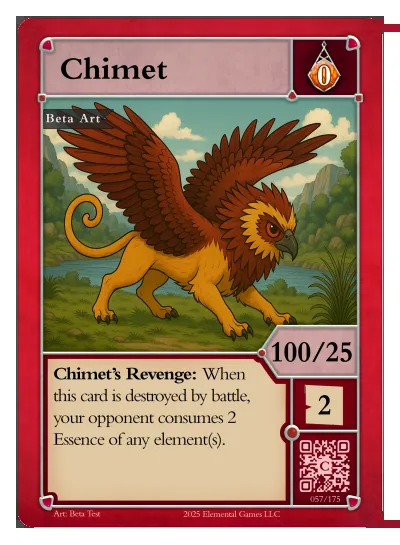 Chimet
0
Beta Art
100/25
Chimet's Revenge: When
this card is destroyed by battle,
your opponent consumes 2
Essence of any element(s).
2
C
057/175
Art: Beta Test
2025 Elemental Games LLC